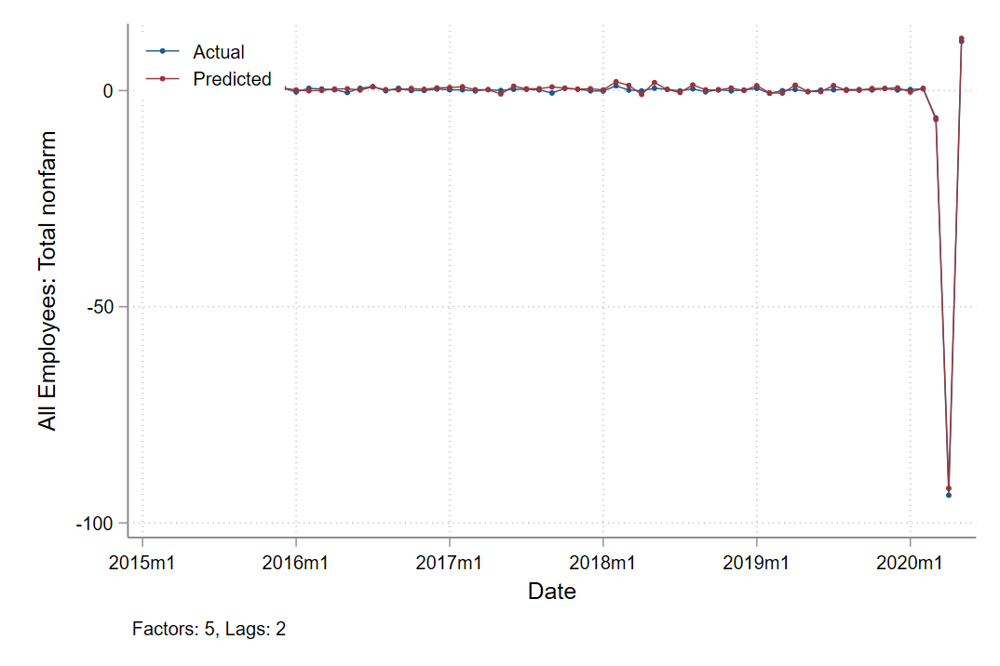 Actual
Predicted
0
-50
-100
All Employees: Total nonfarm
2015m1 2016m1 2017m1 2018m1 2019m1 2020m1
Date
Factors: 5, Lags: 2